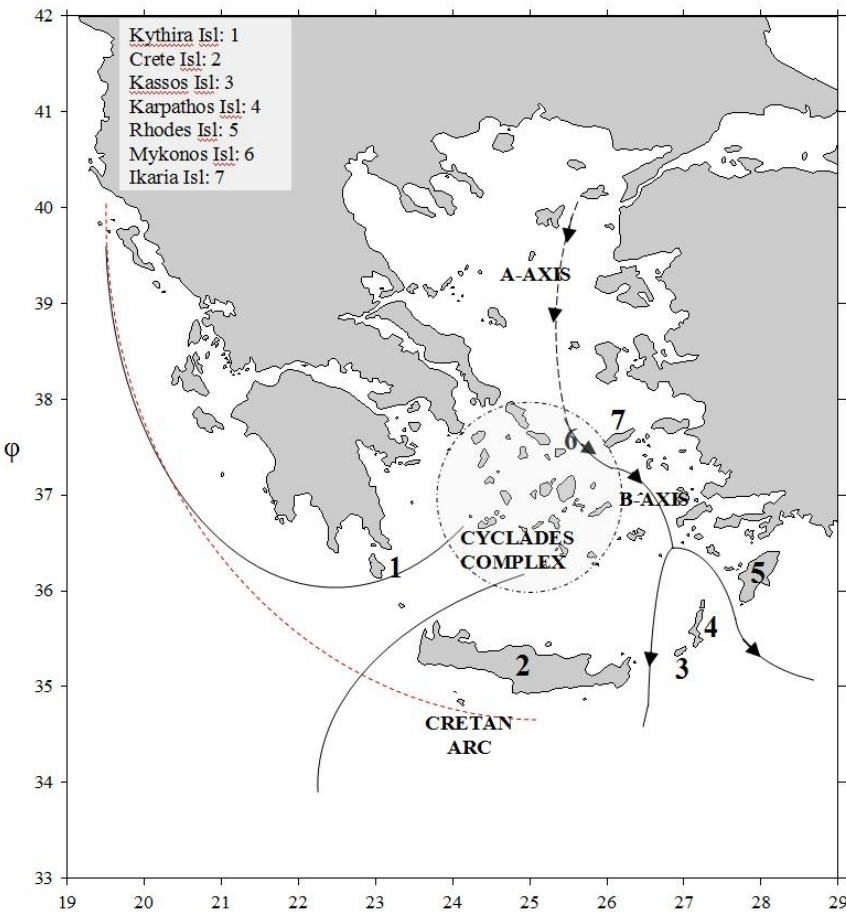 42
Kythira Isl: 1
Crete Isl: 2
Kassos Isl: 3
Karpathos Isl: 4
Rhodes Isl: 5
Mykonos Isl: 6
Ikaria Isl: 7
41
40
A-AXIS
39
38
7
6
φ
37
B-AXIS
CYCLADES
COMPLEX
1
5
36
4
2
3
35
CRETAN
ARC
34
33
19 20 21 22 23 24 25 26 27 28 29